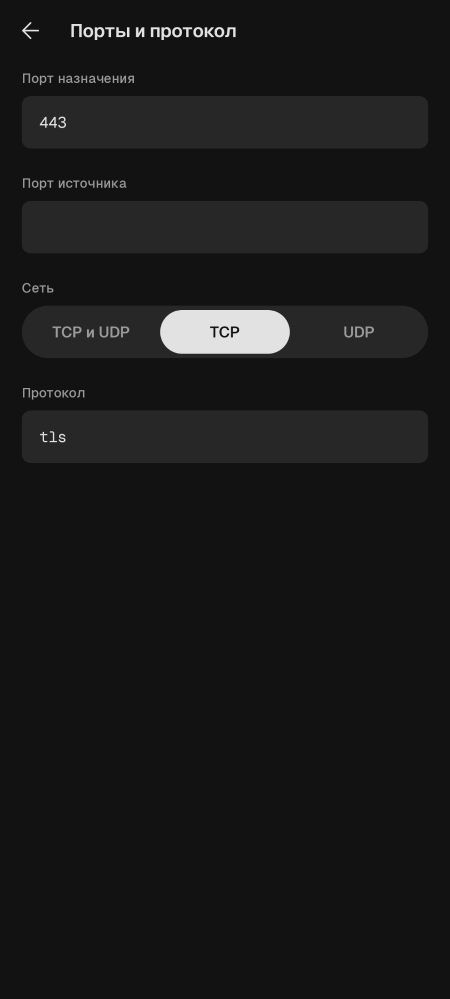 Порты и протокол
Порт назначения
443
Порт источника
Сеть
TCP и UDP TCP UDP
Протокол
tls